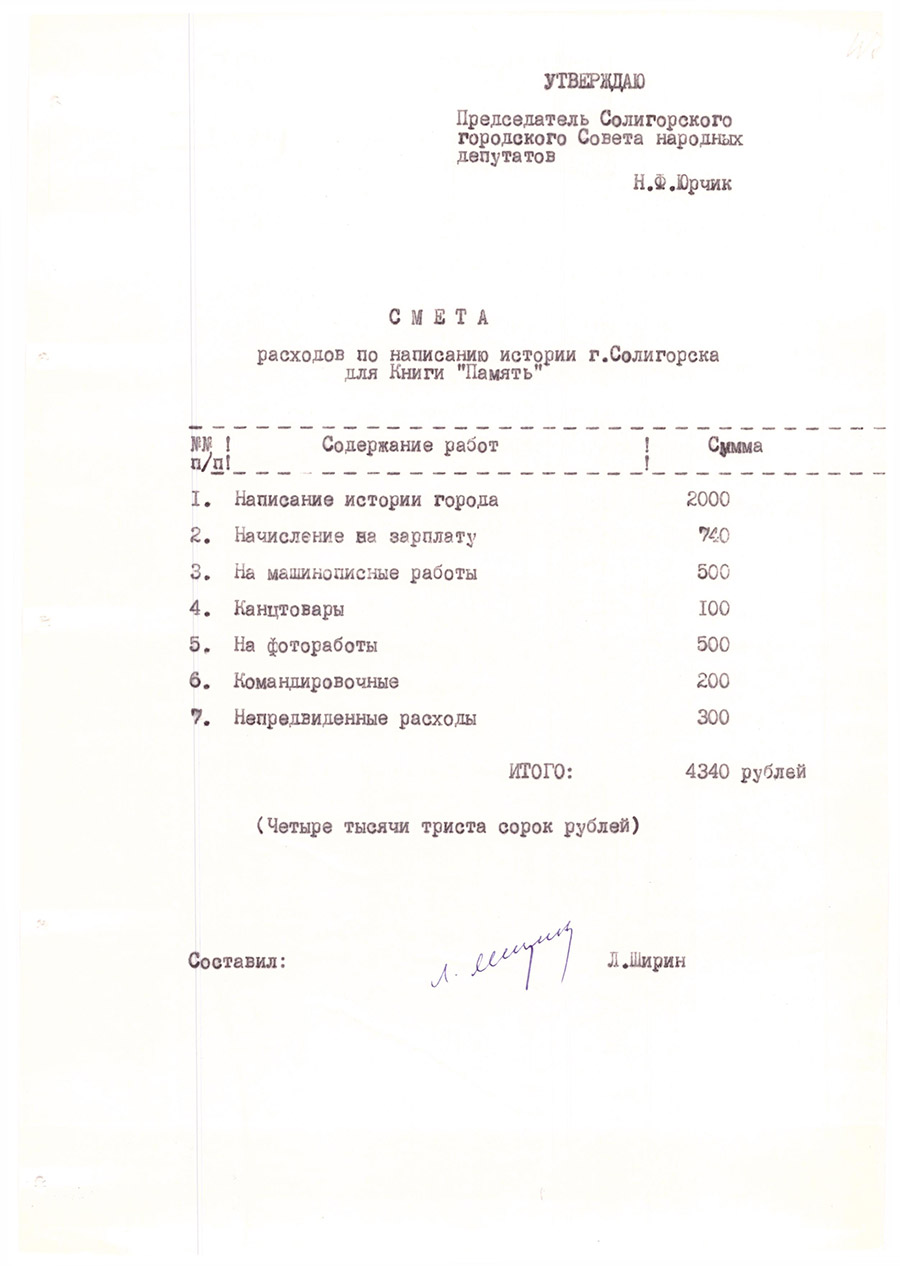 УТВЕРЖДАЮ
Председатель Солигорского
городского Совета народных
депутатов
Н.Ф.Юрчик
С М Е Т А
расходов по написанию истории г.Солигорска
для Книги "Память"
№№ ! Содержание работ ! Сумма
п/п! !
1. Написание истории города 2000
2. Начисление на зарплату 740
3. На машинописные работы 500
4. Канцтовары 100
5. На фотоработы 500
6. Командировочные 200
7. Непредвиденные расходы 300
ИТОГО: 4340 рублей
(Четыре тысячи триста сорок рублей)
Составил: Л.Ширин